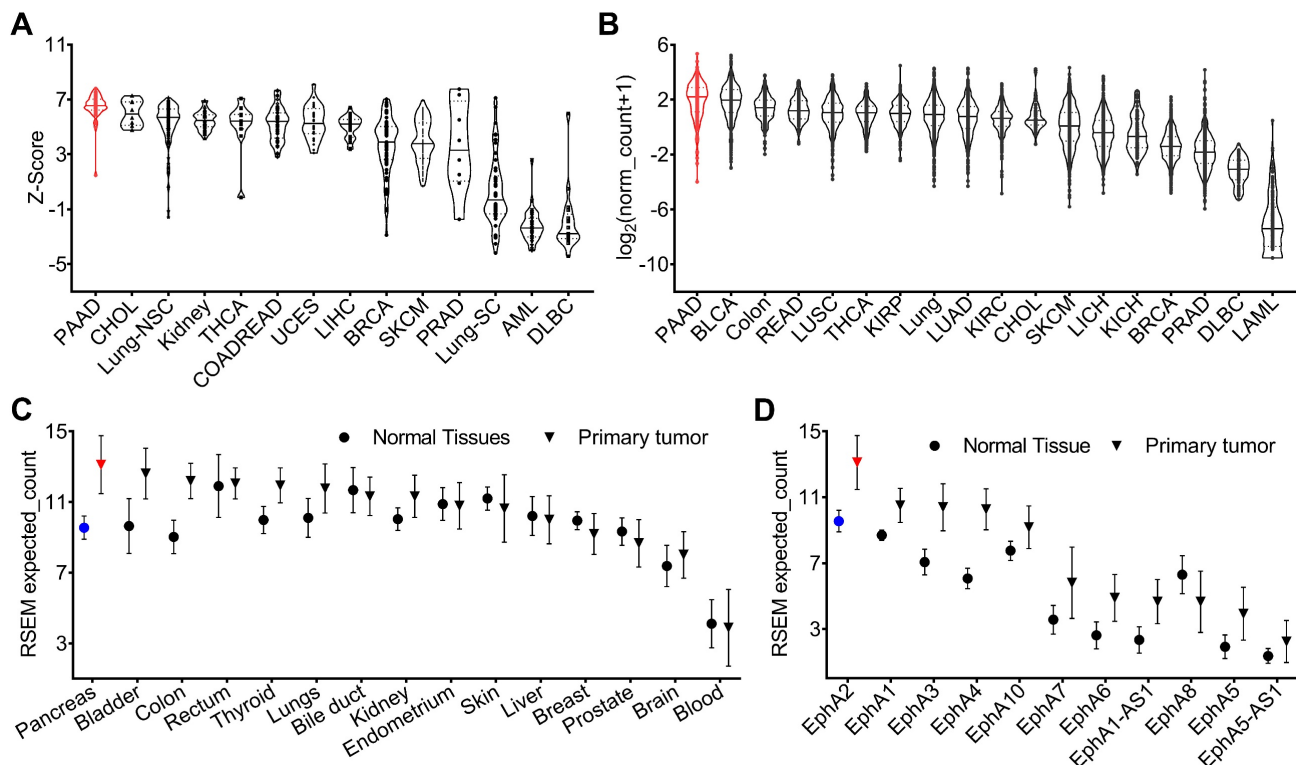 A
Z-Score
11
7
3
-1
-5
PAAD
CHOL
Lung-NSC
Kidney
THCA
COADREAD
UCES
LIHC
BRCA
SKCM
PRAD
Lung-SC
AML
DLBC
B
log2(norm_count+1)
6
2
-2
-6
-10
PAAD
BLCA
Colon
READ
LUSC
THCA
KIRP
Lung
LUAD
KIRC
CHOL
SKCM
LICH
KICH
BRCA
PRAD
DLBC
LAML
C
RSEM expected_count
15
11
7
3
Normal Tissues
Primary tumor
Pancreas
Bladder
Colon
Rectum
Thyroid
Lungs
Bile duct
Kidney
Endometrium
Skin
Liver
Breast
Prostate
Brain
Blood
D
RSEM expected_count
15
11
7
3
Normal Tissue
Primary tumor
EphA2
EphA1
EphA3
EphA4
EphA10
EphA7
EphA6
EphA1-AS1
EphA8
EphA5
EphA5-AS1